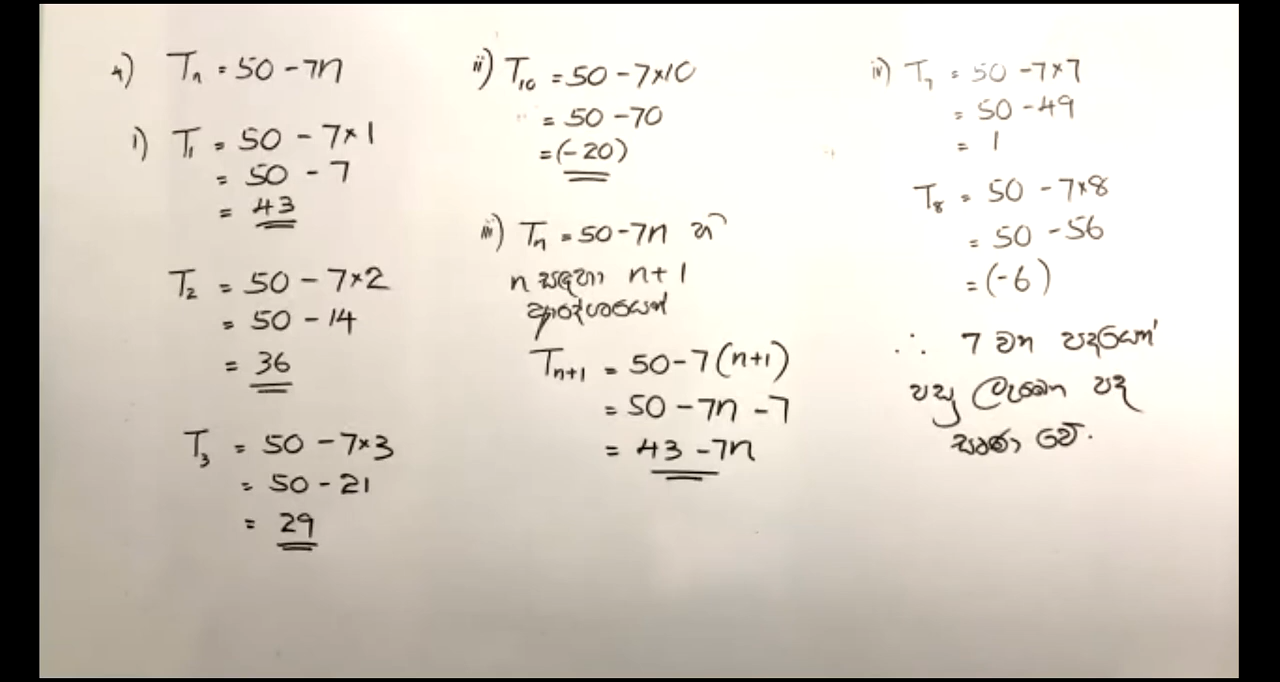 4) Tₙ = 50 - 7n
i) T₁ = 50 - 7×1
= 50 - 7
= 43
T₂ = 50 - 7×2
= 50 - 14
= 36
T₃ = 50 - 7×3
= 50 - 21
= 29
ii) T₁₀ = 50 - 7×10
= 50 - 70
= (-20)
iii) Tₙ = 50 - 7n හි
n සඳහා n+1
ආදේශයෙන්
Tₙ₊₁ = 50 - 7(n+1)
= 50 - 7n - 7
= 43 - 7n
iv) T₇ = 50 - 7×7
= 50 - 49
= 1
T₈ = 50 - 7×8
= 50 - 56
= (-6)
∴ 7 වන පදයෙන්
පසු ලැබෙන පද
සෘණ වේ.